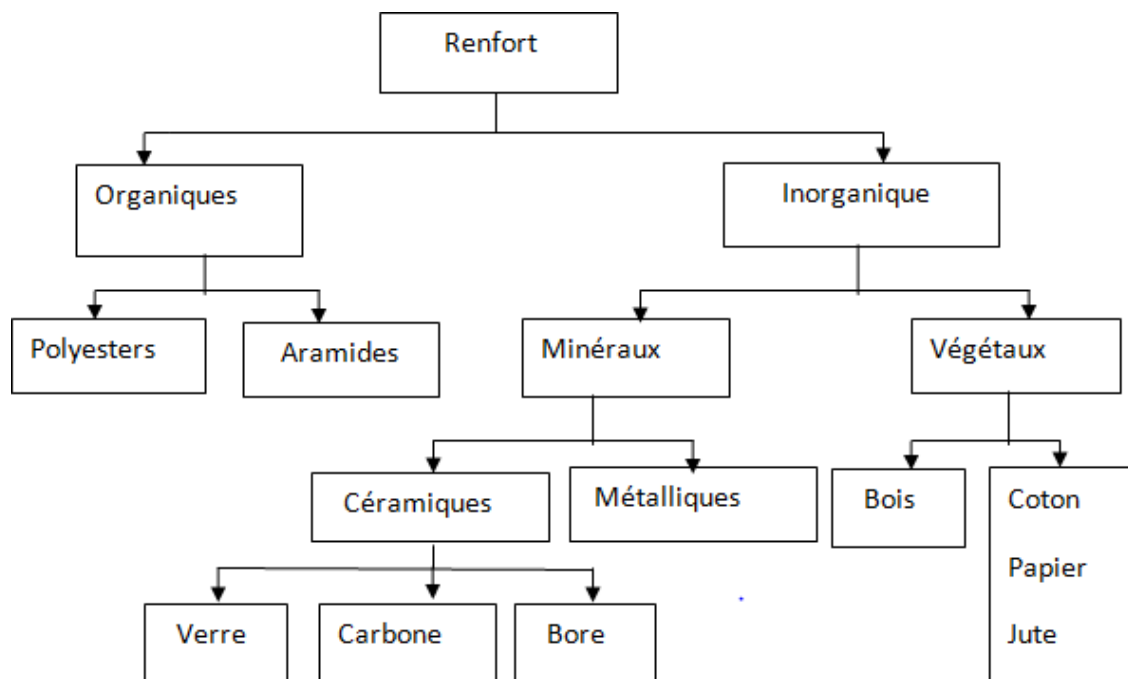 Renfort
Organiques
Inorganique
Polyesters
Aramides
Minéraux
Végétaux
Céramiques
Métalliques
Bois
Coton
Papier
Jute
Verre
Carbone
Bore